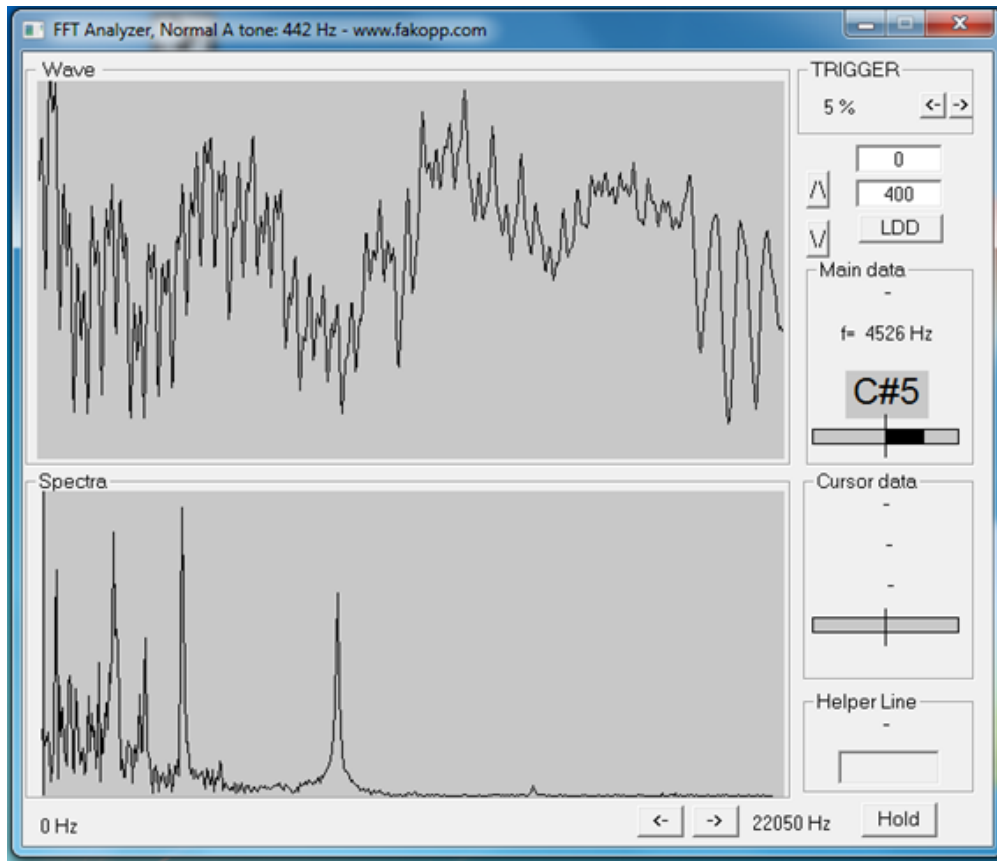 FFT Analyzer, Normal A tone: 442 Hz - www.fakopp.com
Wave
TRIGGER
5 %
<- ->
0
400
/\
LDD
\/
Main data
-
f= 4526 Hz
C#5
Spectra
Cursor data
-
-
-
Helper Line
-
0 Hz
<- -> 22050 Hz
Hold